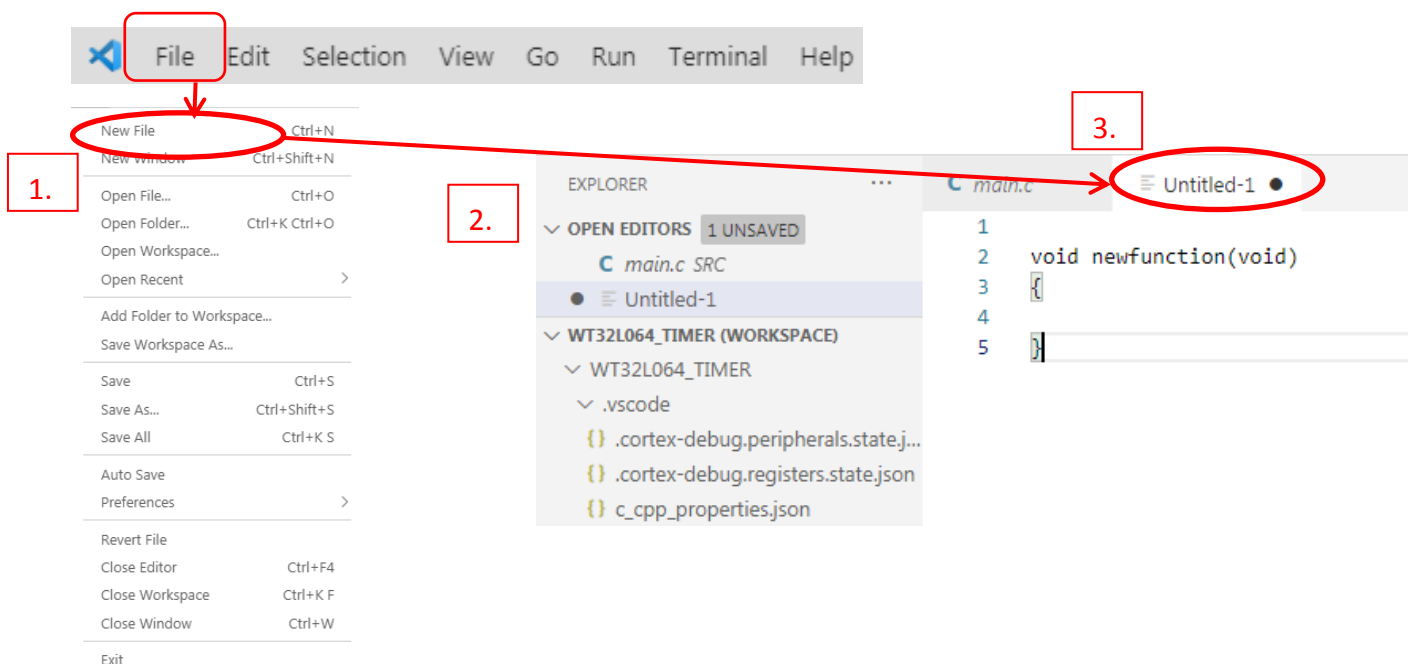 File Edit Selection View Go Run Terminal Help
1.
New File Ctrl+N
New Window Ctrl+Shift+N
Open File... Ctrl+O
Open Folder... Ctrl+K Ctrl+O
Open Workspace...
Open Recent >
Add Folder to Workspace...
Save Workspace As...
Save Ctrl+S
Save As... Ctrl+Shift+S
Save All Ctrl+K S
Auto Save
Preferences >
Revert File
Close Editor Ctrl+F4
Close Workspace Ctrl+K F
Close Window Ctrl+W
Exit
2.
EXPLORER ...
OPEN EDITORS 1 UNSAVED
C main.c SRC
Untitled-1
WT32L064_TIMER (WORKSPACE)
WT32L064_TIMER
.vscode
{} .cortex-debug.peripherals.state.j...
{} .cortex-debug.registers.state.json
{} c_cpp_properties.json
3.
C main.c Untitled-1
1
2 void newfunction(void)
3 {
4
5 }